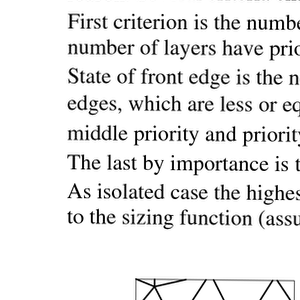 First criterion is the numbe
number of layers have prio
State of front edge is the n
edges, which are less or eq
middle priority and priority
The last by importance is t
As isolated case the highes
to the sizing function (assu